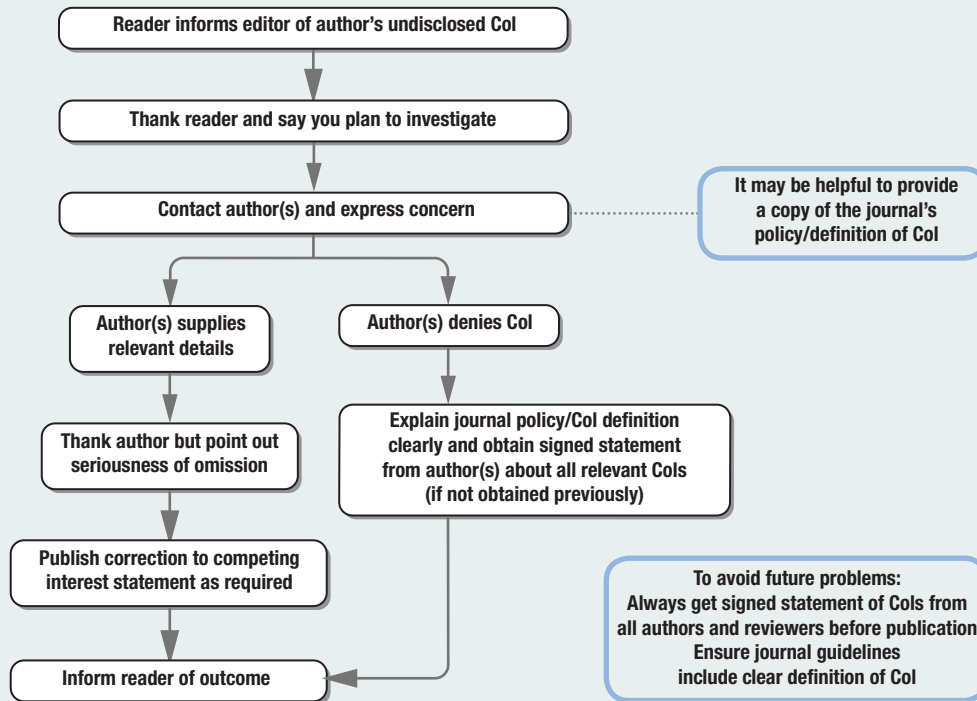 Reader informs editor of author's undisclosed CoI
Thank reader and say you plan to investigate
Contact author(s) and express concern
It may be helpful to provide
a copy of the journal's
policy/definition of CoI
Author(s) supplies
relevant details
Author(s) denies CoI
Thank author but point out
seriousness of omission
Explain journal policy/CoI definition
clearly and obtain signed statement
from author(s) about all relevant CoIs
(if not obtained previously)
Publish correction to competing
interest statement as required
Inform reader of outcome
To avoid future problems:
Always get signed statement of CoIs from
all authors and reviewers before publication
Ensure journal guidelines
include clear definition of CoI